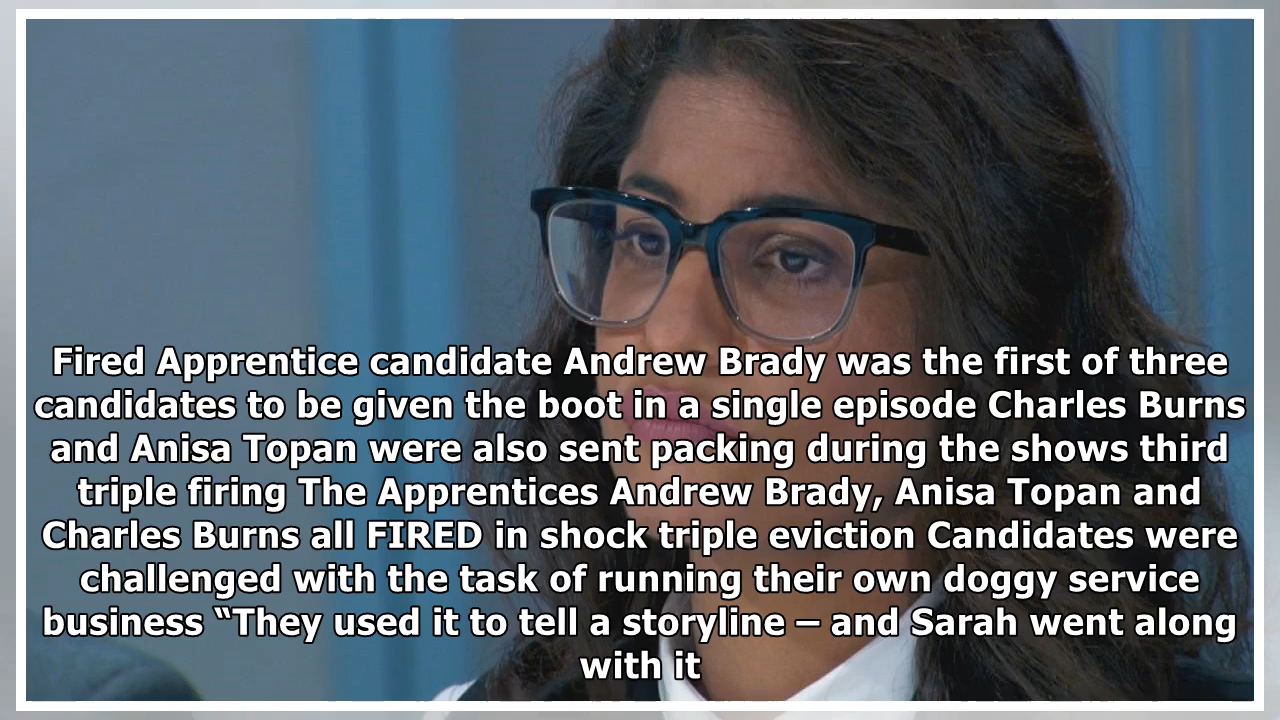 Fired Apprentice candidate Andrew Brady was the first of three
candidates to be given the boot in a single episode Charles Burns
and Anisa Topan were also sent packing during the shows third
triple firing The Apprentices Andrew Brady, Anisa Topan and
Charles Burns all FIRED in shock triple eviction Candidates were
challenged with the task of running their own doggy service
business “They used it to tell a storyline – and Sarah went along
with it